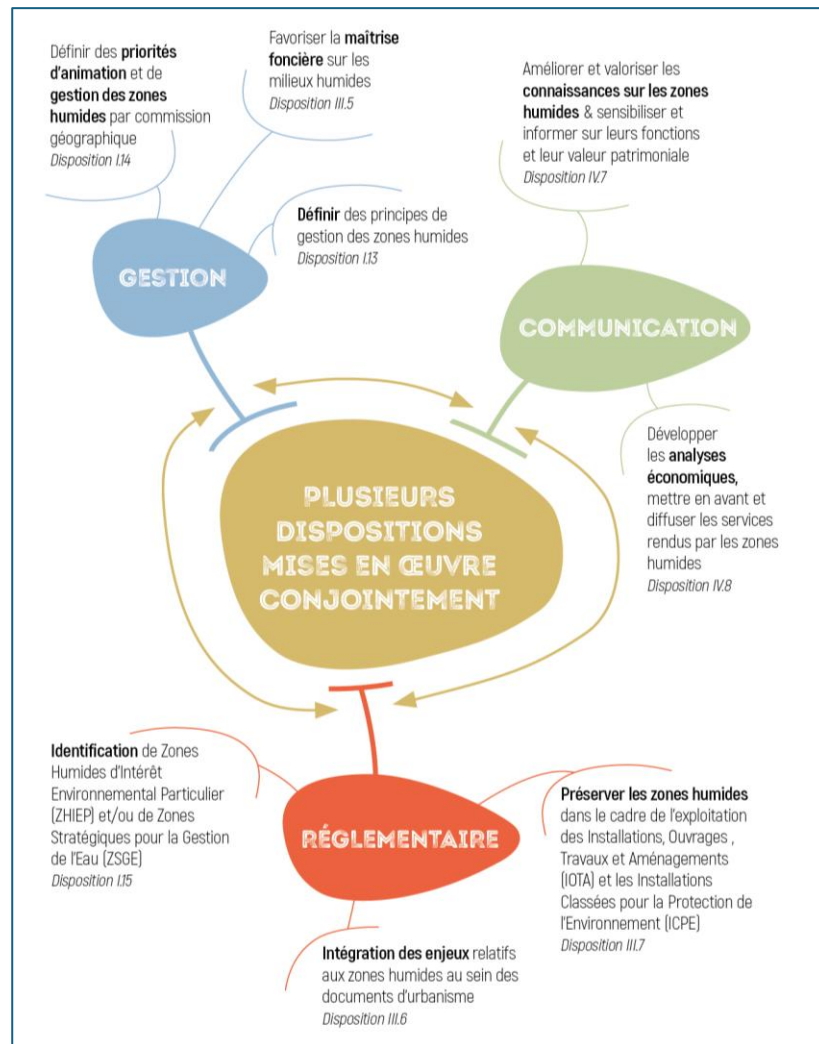 Définir des priorités
d'animation et de
gestion des zones
humides par commission
géographique
Disposition I.14
Favoriser la maîtrise
foncière sur les
milieux humides
Disposition III.5
Définir des principes de
gestion des zones humides
Disposition I.13
GESTION
Améliorer et valoriser les
connaissances sur les zones
humides & sensibiliser et
informer sur leurs fonctions
et leur valeur patrimoniale
Disposition IV.7
COMMUNICATION
Développer
les analyses
économiques,
mettre en avant et
diffuser les services
rendus par les zones
humides
Disposition IV.8
PLUSIEURS
DISPOSITIONS
MISES EN ŒUVRE
CONJOINTEMENT
Identification de Zones
Humides d'Intérêt
Environnemental Particulier
(ZHIEP) et/ou de Zones
Stratégiques pour la Gestion
de l'Eau (ZSGE)
Disposition I.15
RÉGLEMENTAIRE
Préserver les zones humides
dans le cadre de l'exploitation
des Installations, Ouvrages ,
Travaux et Aménagements
(IOTA) et les Installations
Classées pour la Protection de
l'Environnement (ICPE)
Disposition III.7
Intégration des enjeux relatifs
aux zones humides au sein des
documents d'urbanisme
Disposition III.6